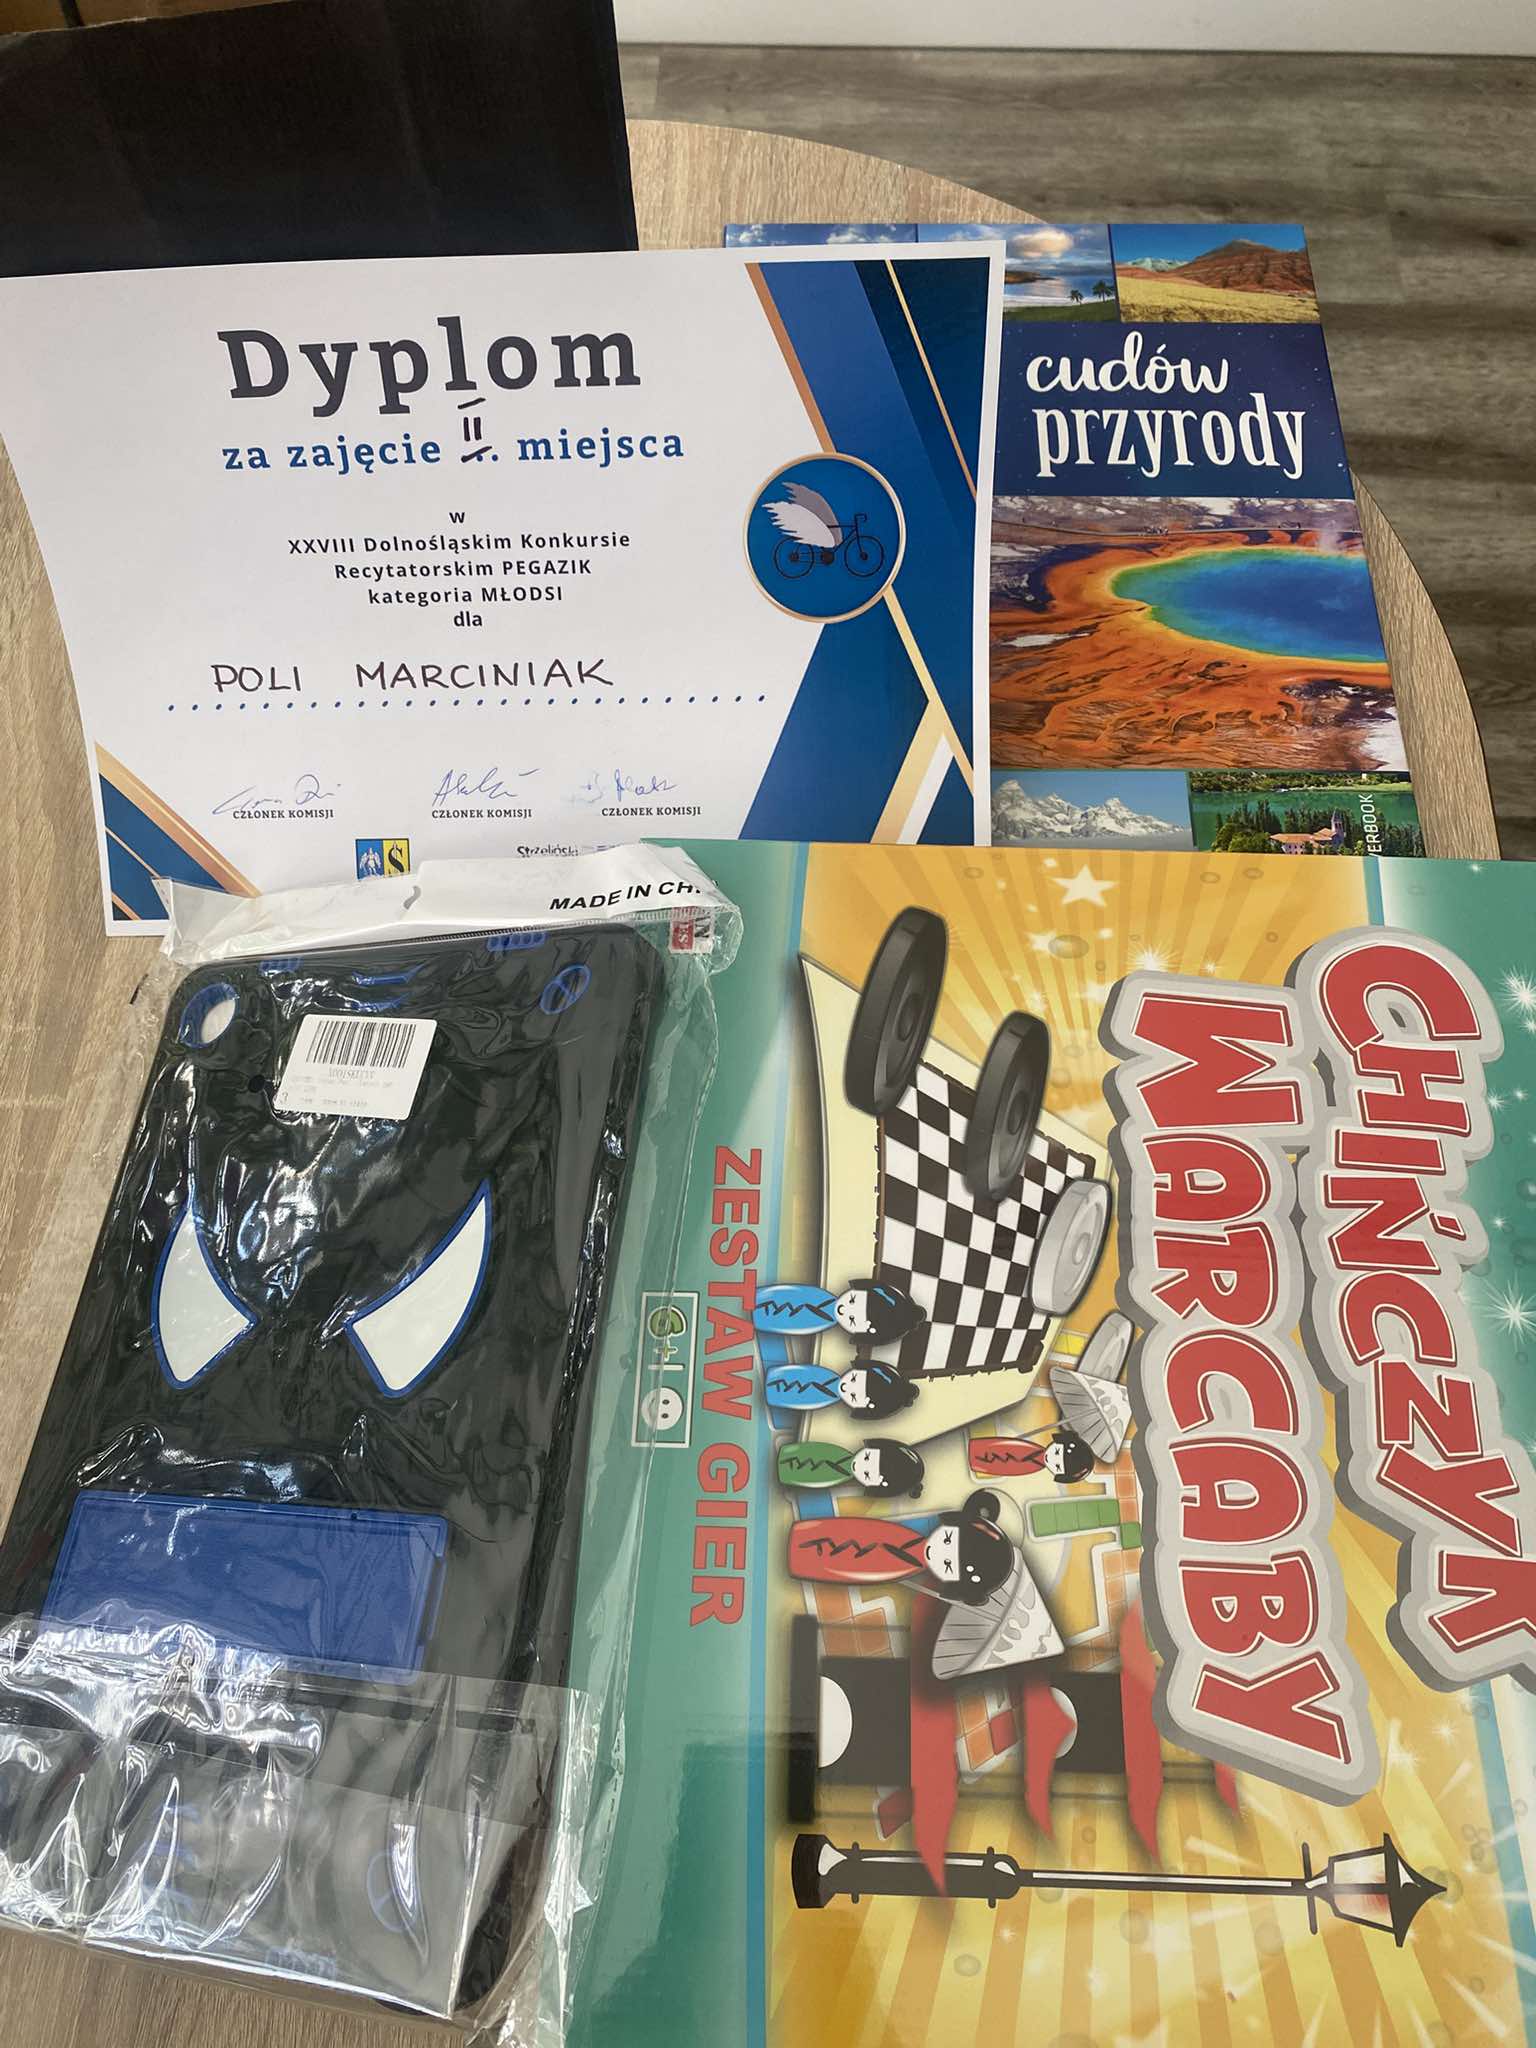 Dyplom
za zajęcie II miejsca
w
XXVIII Dolnośląskim Konkursie
Recytatorskim PEGAZIK
kategoria MŁODSI
dla
POLI MARCINIAK
CZŁONEK KOMISJI
CZŁONEK KOMISJI
CZŁONEK KOMISJI
S
Strzeliński
cudów
przyrody
MADE IN
CHIŃCZYK
WARCABY
ZESTAW GIER
6+